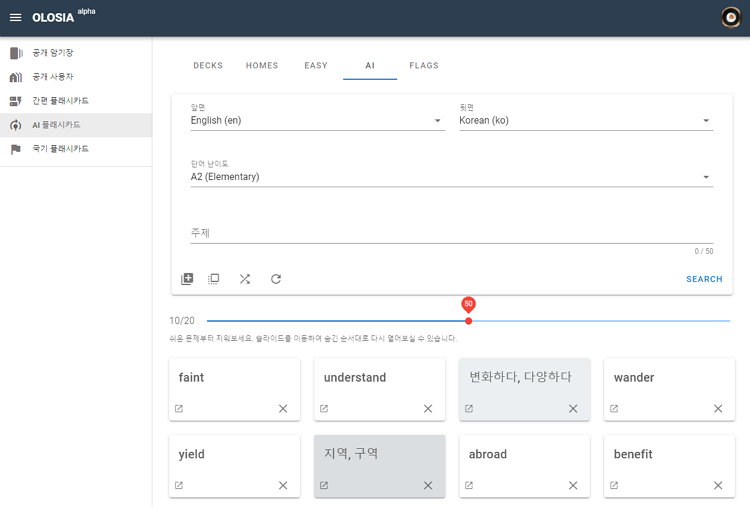 OLOSIA alpha
공개 암기장
공개 사용자
간편 플래시카드
AI 플래시카드
국기 플래시카드
DECKS HOMES EASY AI FLAGS
앞면 뒷면
English (en) Korean (ko)
단어 난이도
A2 (Elementary)
주제
0 / 50
SEARCH
50
10/20
쉬운 문제부터 지워보세요. 슬라이드를 이동하여 숨긴 순서대로 다시 열어보실 수 있습니다.
faint understand 변화하다, 다양하다 wander
yield 지역, 구역 abroad benefit